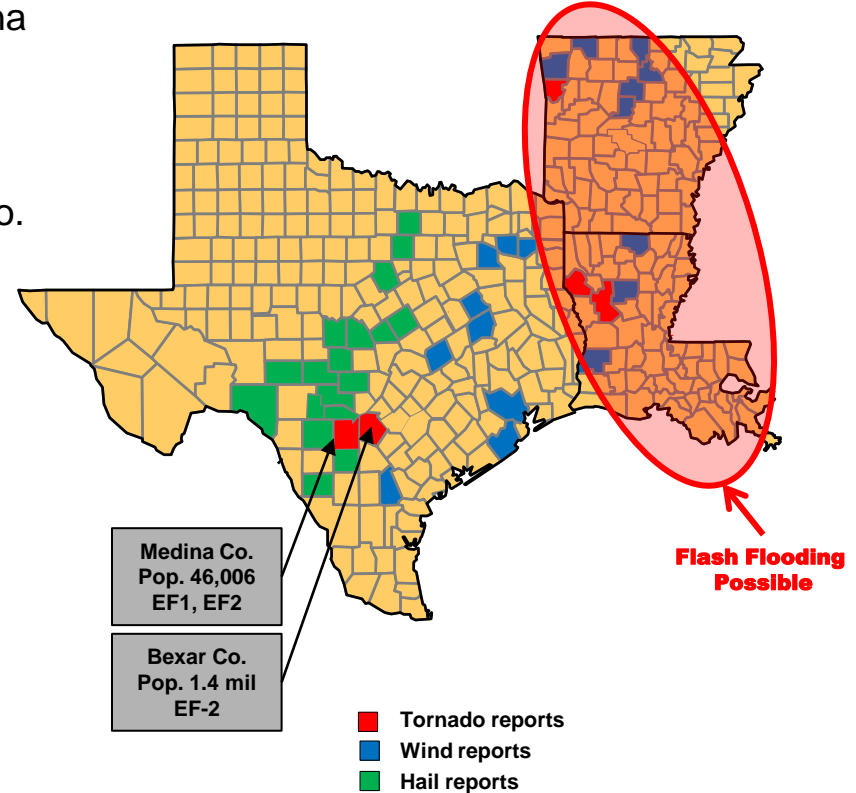 na
o.
Medina Co.
Pop. 46,006
EF1, EF2
Bexar Co.
Pop. 1.4 mil
EF-2
Flash Flooding
Possible
Tornado reports
Wind reports
Hail reports